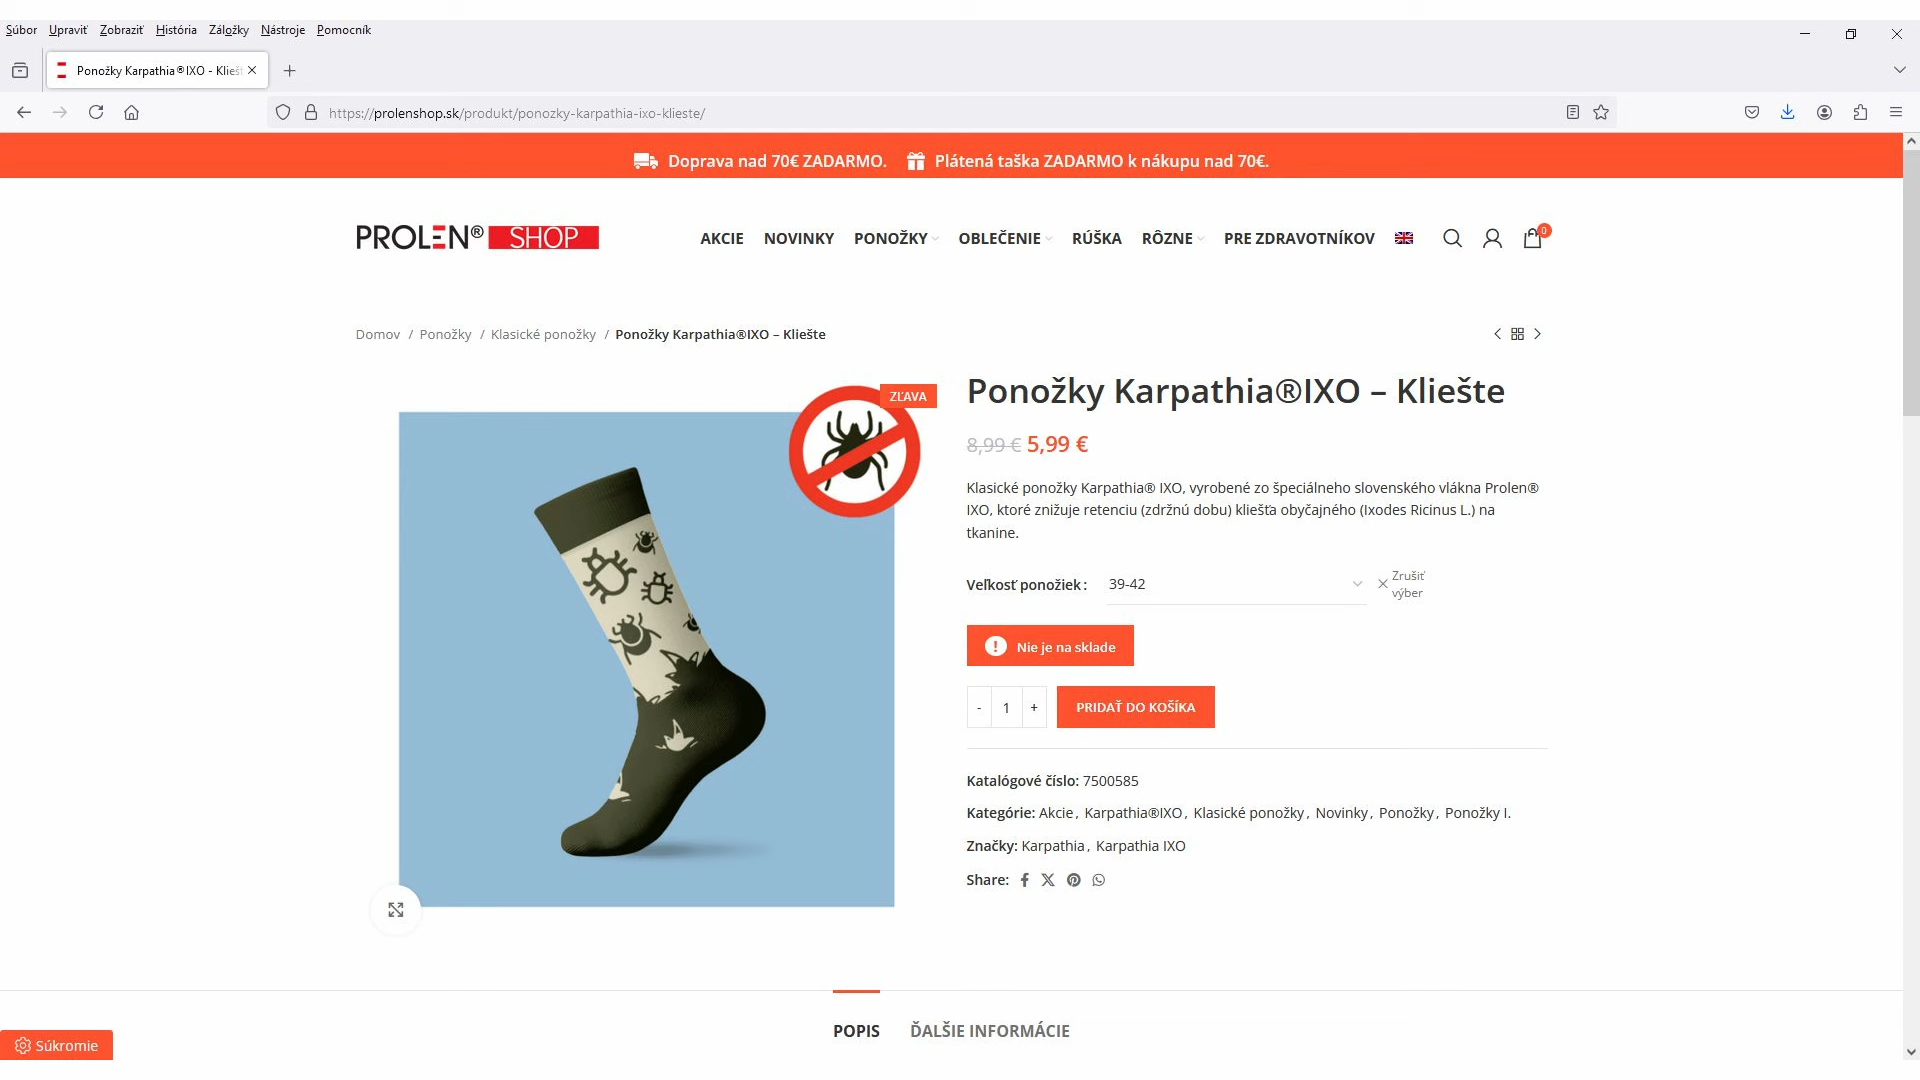 Súbor Upraviť Zobraziť História Záložky Nástroje Pomocník
Ponožky Karpathia®IXO - Klieš
https://prolenshop.sk/produkt/ponozky-karpathia-ixo-klieste/
Doprava nad 70€ ZADARMO. Plátená taška ZADARMO k nákupu nad 70€.
PROLEN® SHOP
AKCIE NOVINKY PONOŽKY OBLEČENIE RÚŠKA RÔZNE PRE ZDRAVOTNÍKOV 0
Domov / Ponožky / Klasické ponožky / Ponožky Karpathia®IXO – Kliešte
ZĽAVA
Ponožky Karpathia®IXO – Kliešte
8,99 € 5,99 €
Klasické ponožky Karpathia® IXO, vyrobené zo špeciálneho slovenského vlákna Prolen®
IXO, ktoré znižuje retenciu (zdržnú dobu) kliešťa obyčajného (Ixodes Ricinus L.) na
tkanine.
Veľkosť ponožiek : 39-42 Zrušiť
výber
! Nie je na sklade
- 1 + PRIDAŤ DO KOŠÍKA
Katalógové číslo: 7500585
Kategórie: Akcie, Karpathia®IXO, Klasické ponožky, Novinky, Ponožky, Ponožky I.
Značky: Karpathia, Karpathia IXO
Share:
POPIS ĎALŠIE INFORMÁCIE
Súkromie